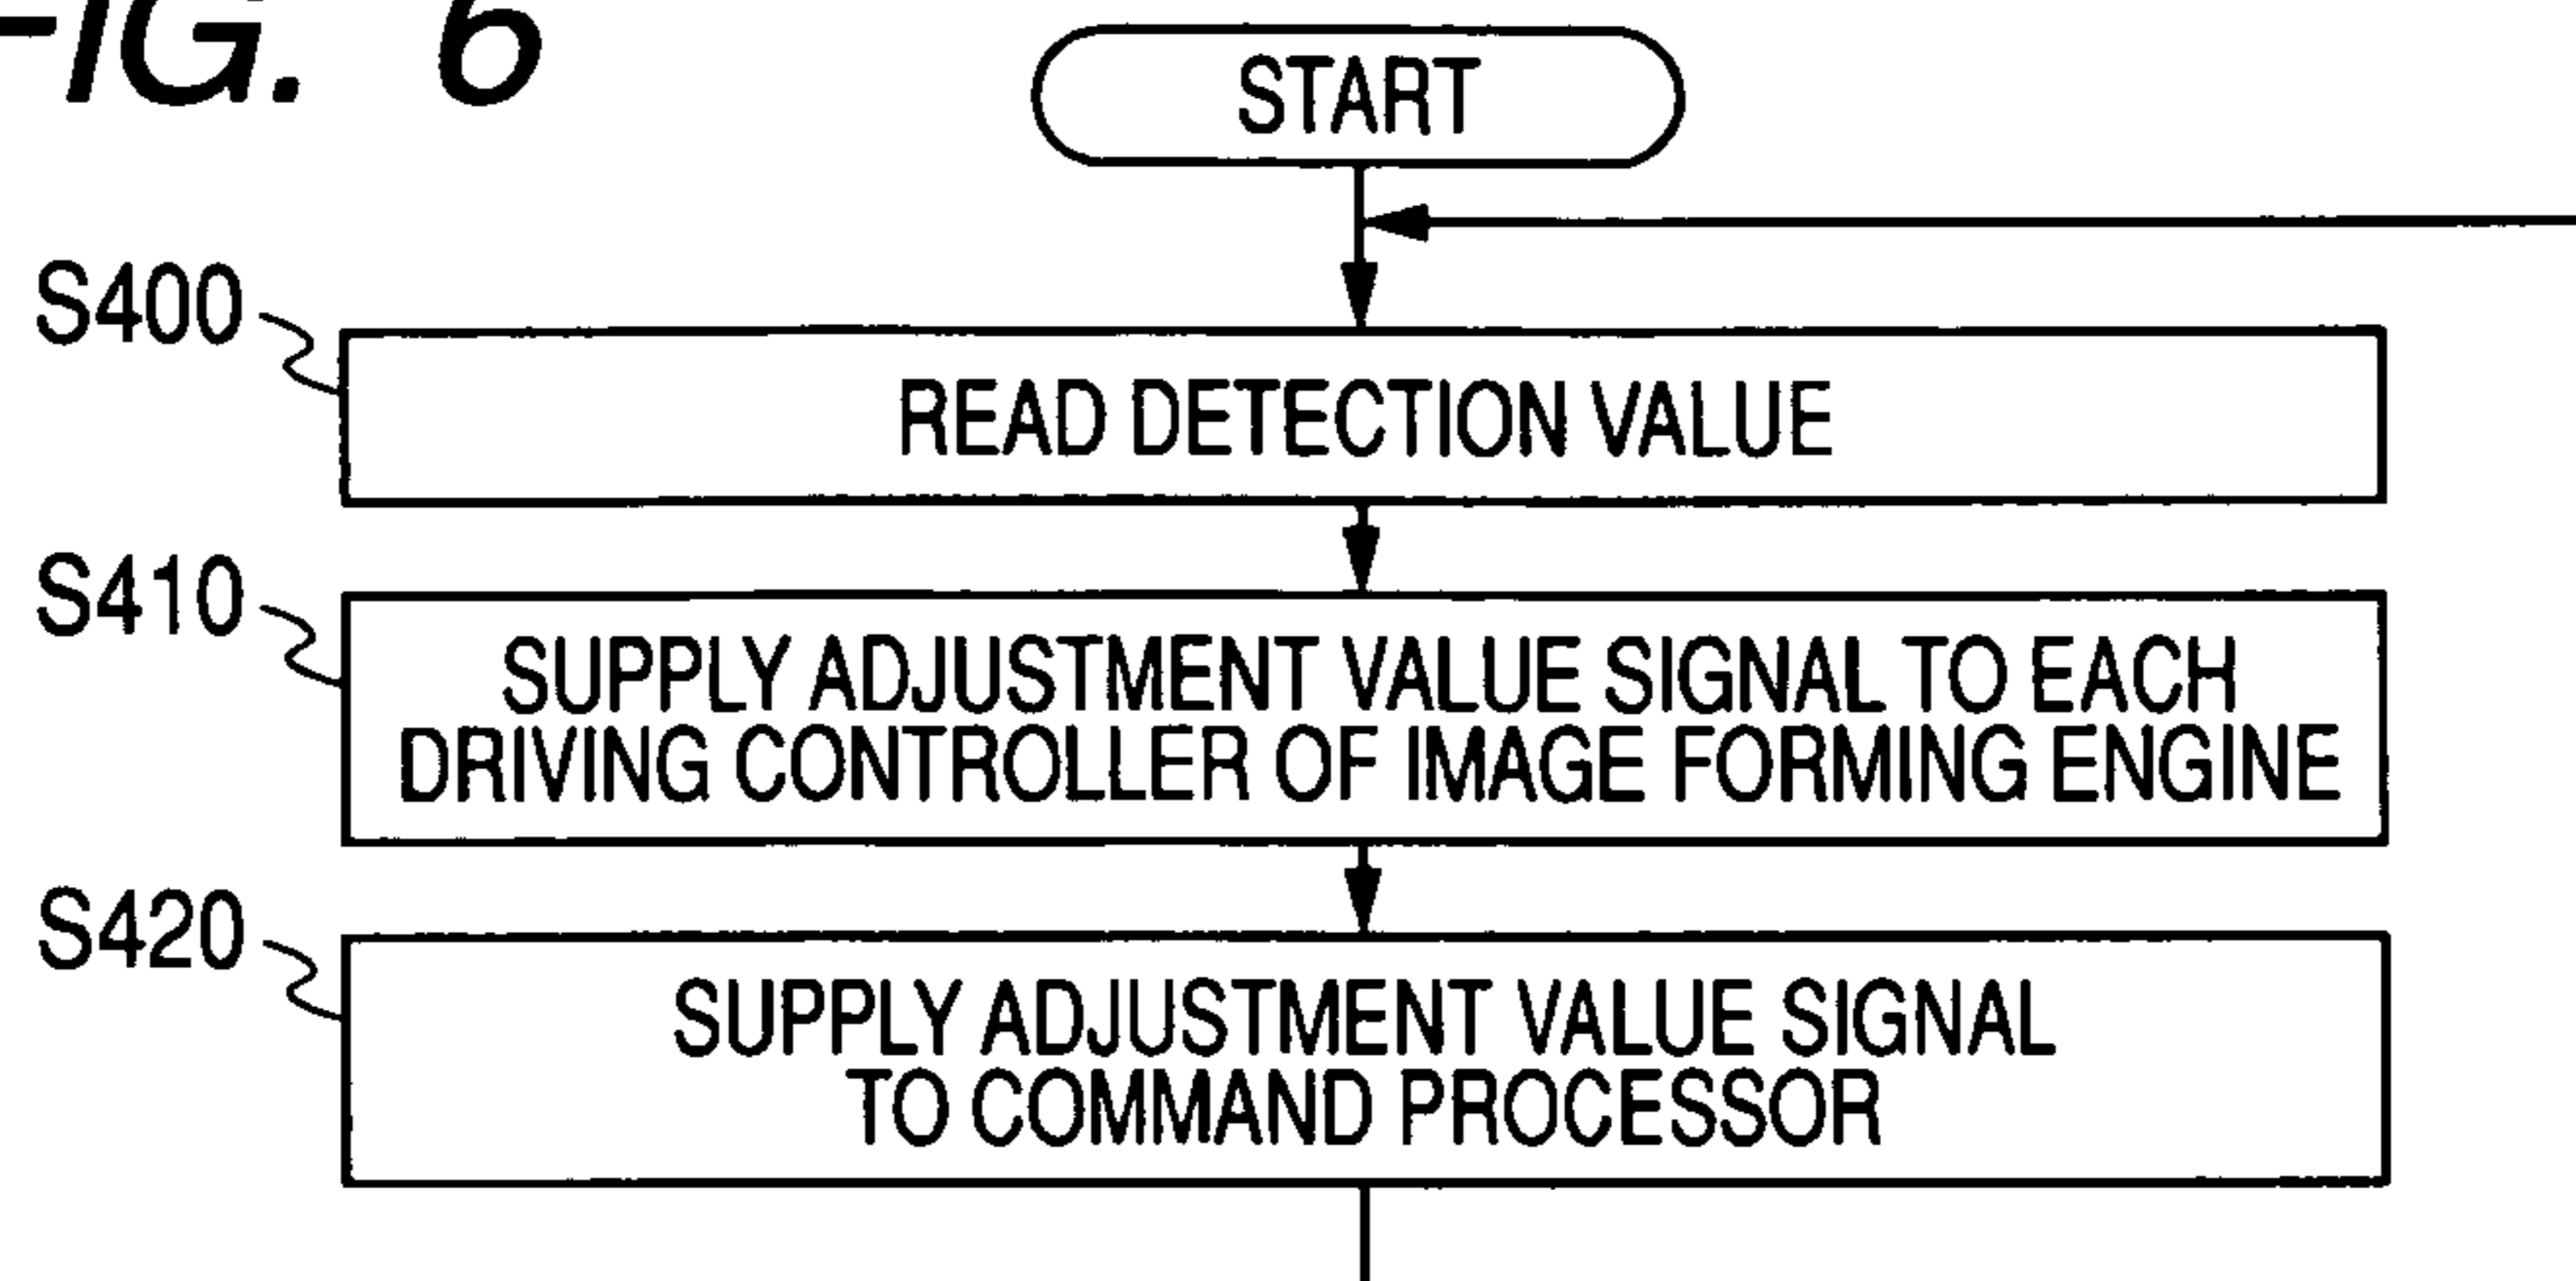 FIG. 6
START
S400
READ DETECTION VALUE
S410
SUPPLY ADJUSTMENT VALUE SIGNAL TO EACH
DRIVING CONTROLLER OF IMAGE FORMING ENGINE
S420
SUPPLY ADJUSTMENT VALUE SIGNAL
TO COMMAND PROCESSOR